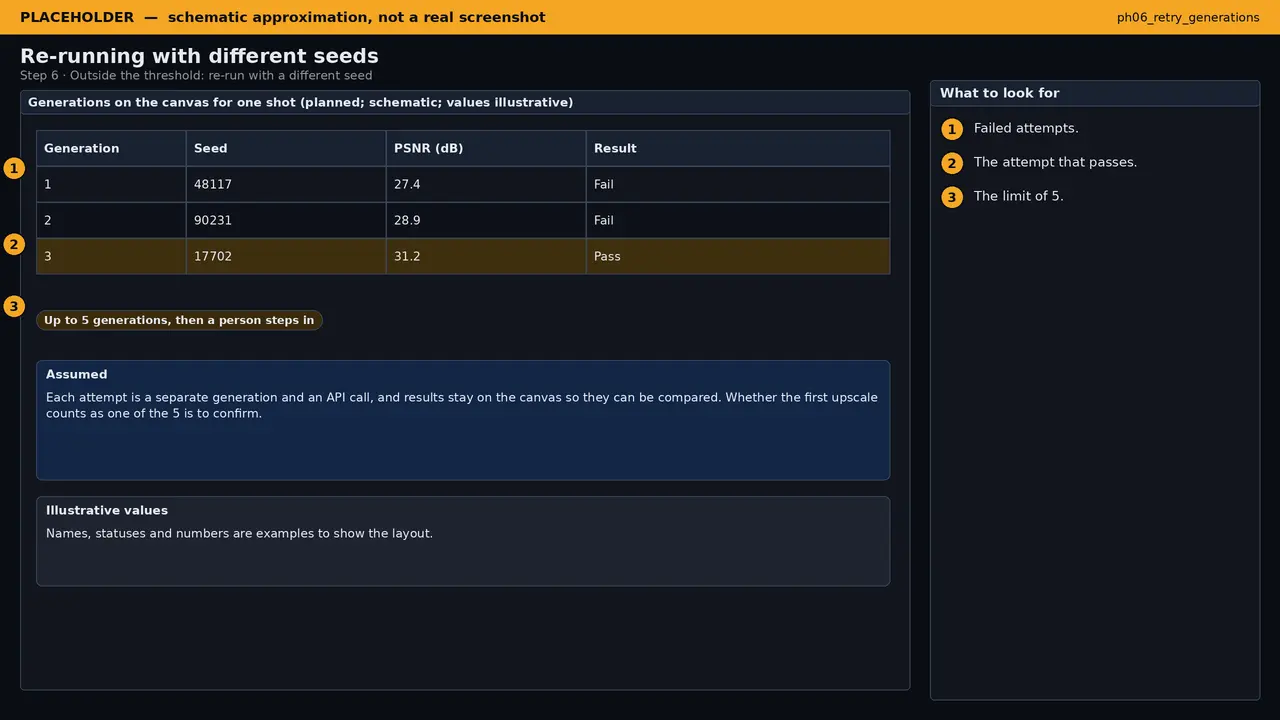 PLACEHOLDER — schematic approximation, not a real screenshot
ph06_retry_generations
Re-running with different seeds
Step 6 · Outside the threshold: re-run with a different seed
Generations on the canvas for one shot (planned; schematic; values illustrative)
Generation Seed PSNR (dB) Result
1
1 48117 27.4 Fail
2 90231 28.9 Fail
2
3 17702 31.2 Pass
3
Up to 5 generations, then a person steps in
Assumed
Each attempt is a separate generation and an API call, and results stay on the canvas so they can be compared. Whether the first upscale
counts as one of the 5 is to confirm.
Illustrative values
Names, statuses and numbers are examples to show the layout.
What to look for
1 Failed attempts.
2 The attempt that passes.
3 The limit of 5.